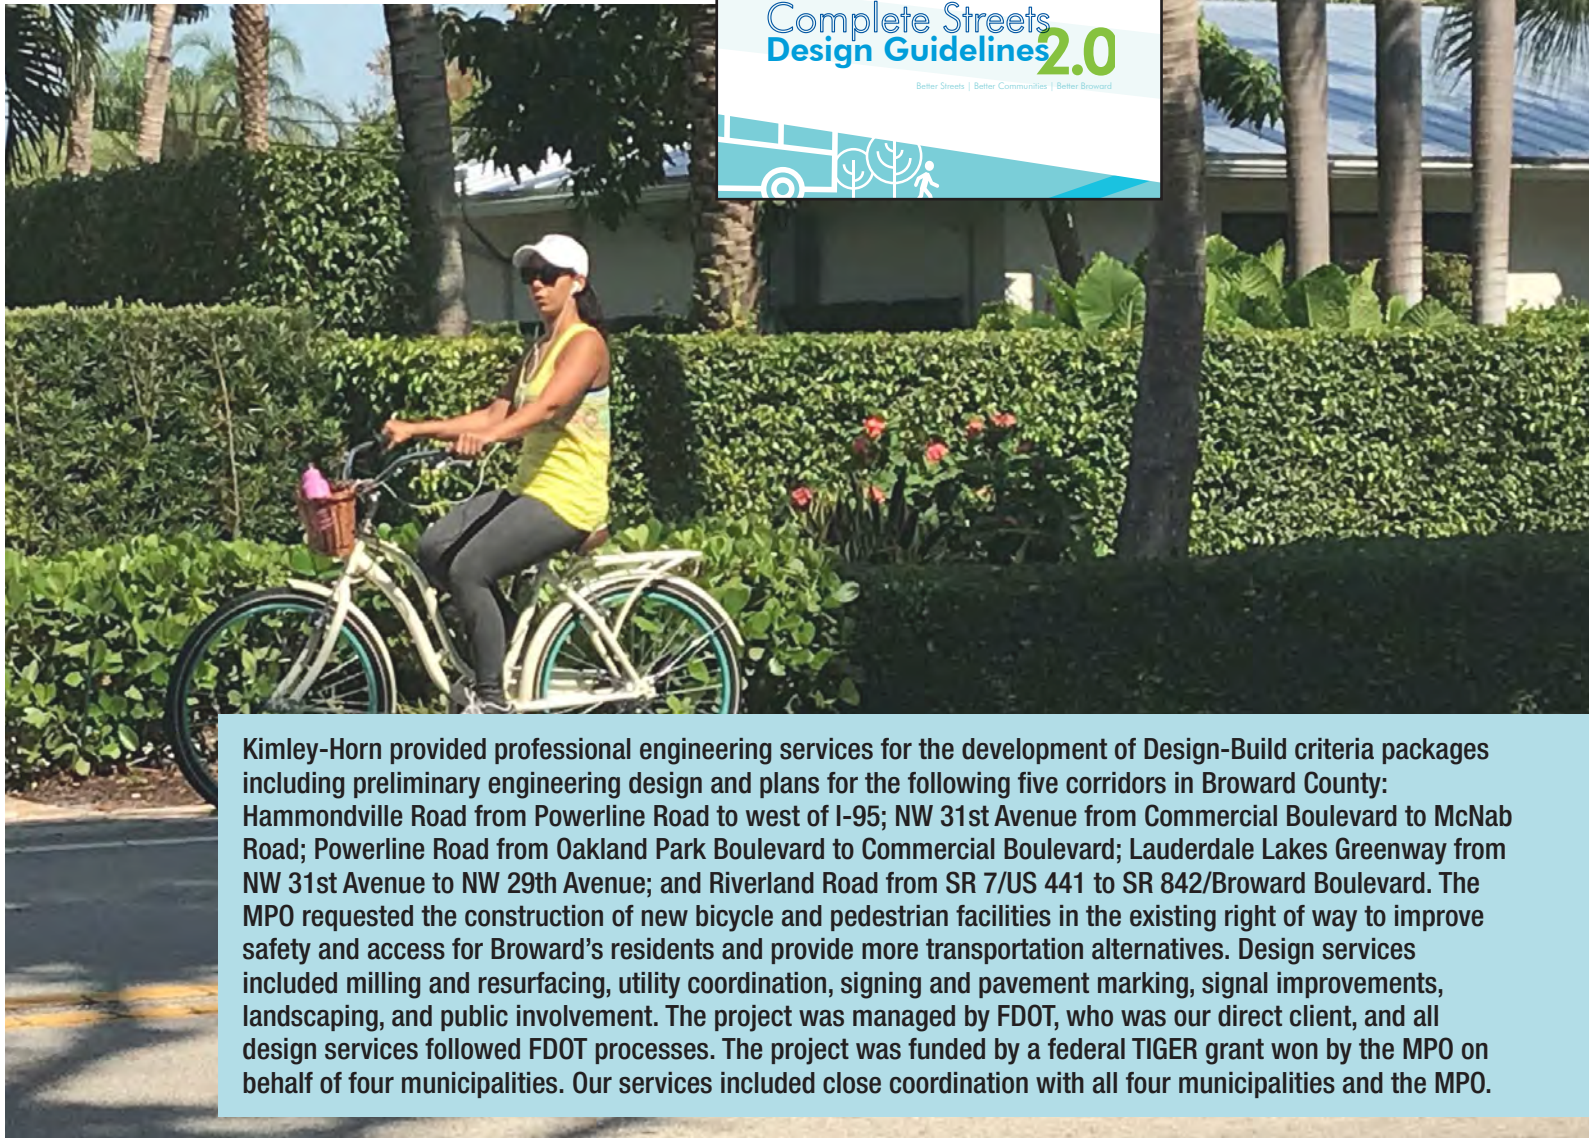 Complete Streets
Design Guidelines 2.0
Better Streets | Better Communities | Better Broward
Kimley-Horn provided professional engineering services for the development of Design-Build criteria packages
including preliminary engineering design and plans for the following five corridors in Broward County:
Hammondville Road from Powerline Road to west of I-95; NW 31st Avenue from Commercial Boulevard to McNab
Road; Powerline Road from Oakland Park Boulevard to Commercial Boulevard; Lauderdale Lakes Greenway from
NW 31st Avenue to NW 29th Avenue; and Riverland Road from SR 7/US 441 to SR 842/Broward Boulevard. The
MPO requested the construction of new bicycle and pedestrian facilities in the existing right of way to improve
safety and access for Broward’s residents and provide more transportation alternatives. Design services
included milling and resurfacing, utility coordination, signing and pavement marking, signal improvements,
landscaping, and public involvement. The project was managed by FDOT, who was our direct client, and all
design services followed FDOT processes. The project was funded by a federal TIGER grant won by the MPO on
behalf of four municipalities. Our services included close coordination with all four municipalities and the MPO.